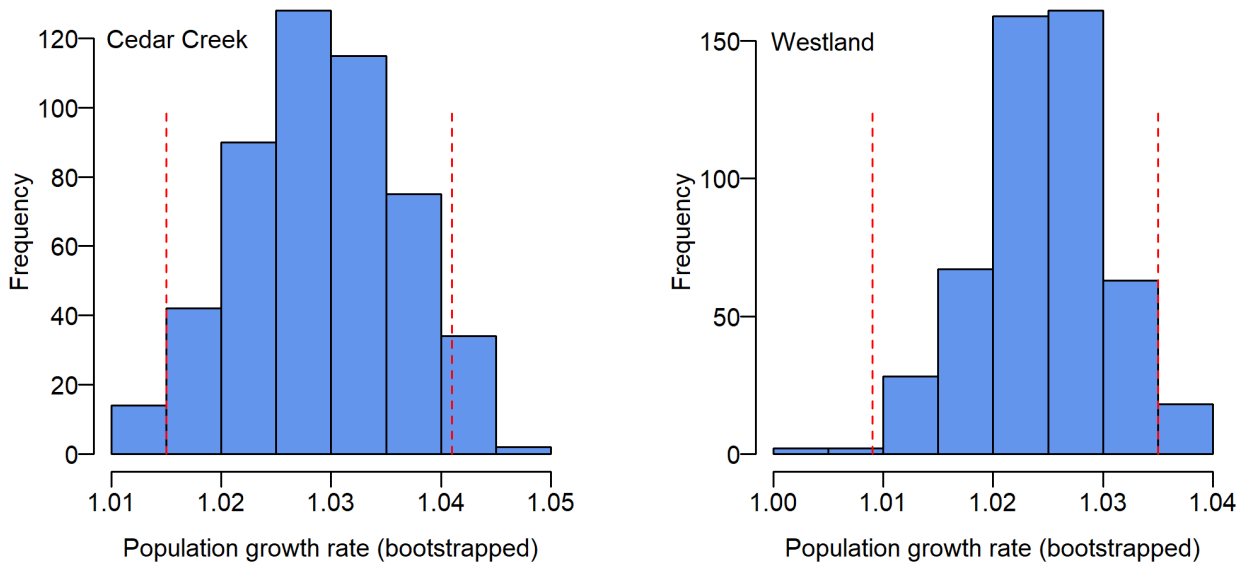 Cedar Creek
Frequency
120
100
80
60
40
20
0
1.01 1.02 1.03 1.04 1.05
Population growth rate (bootstrapped)
Westland
Frequency
150
100
50
0
1.00 1.01 1.02 1.03 1.04
Population growth rate (bootstrapped)